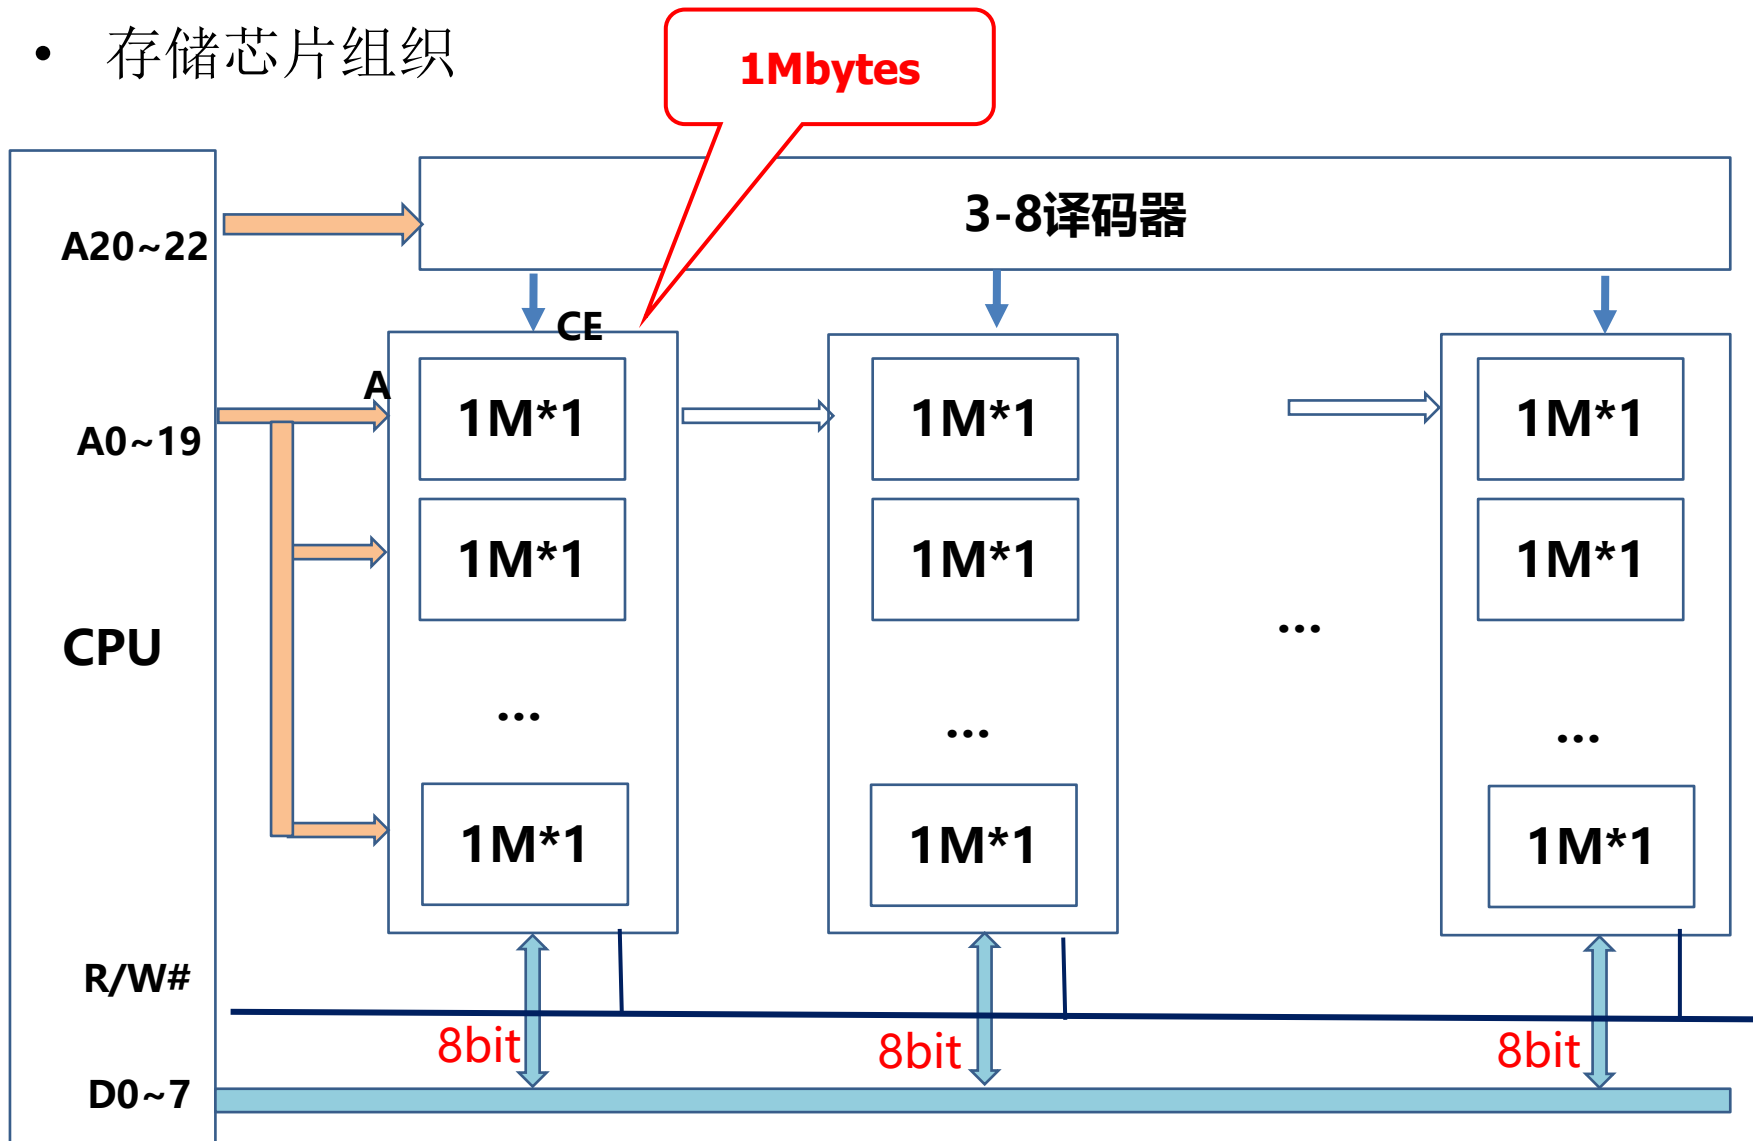 • 存储芯片组织
1Mbytes
3-8译码器
A20~22
CE
A
A0~19
1M*1
1M*1
1M*1
1M*1
1M*1
1M*1
...
CPU
...
...
...
1M*1
1M*1
1M*1
R/W#
8bit
8bit
8bit
D0~7